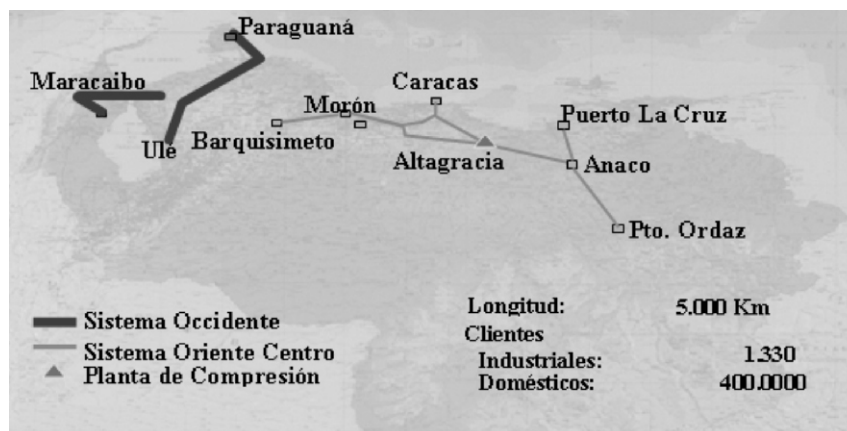 Paraguaná
Maracaibo
Caracas
Morón
Puerto La Cruz
Ulé
Barquisimeto
Altagracia
Anaco
Pto. Ordaz
Sistema Occidente
Sistema Oriente Centro
Planta de Compresión
Longitud: 5.000 Km
Clientes
Industriales: 1.330
Domésticos: 400.0000